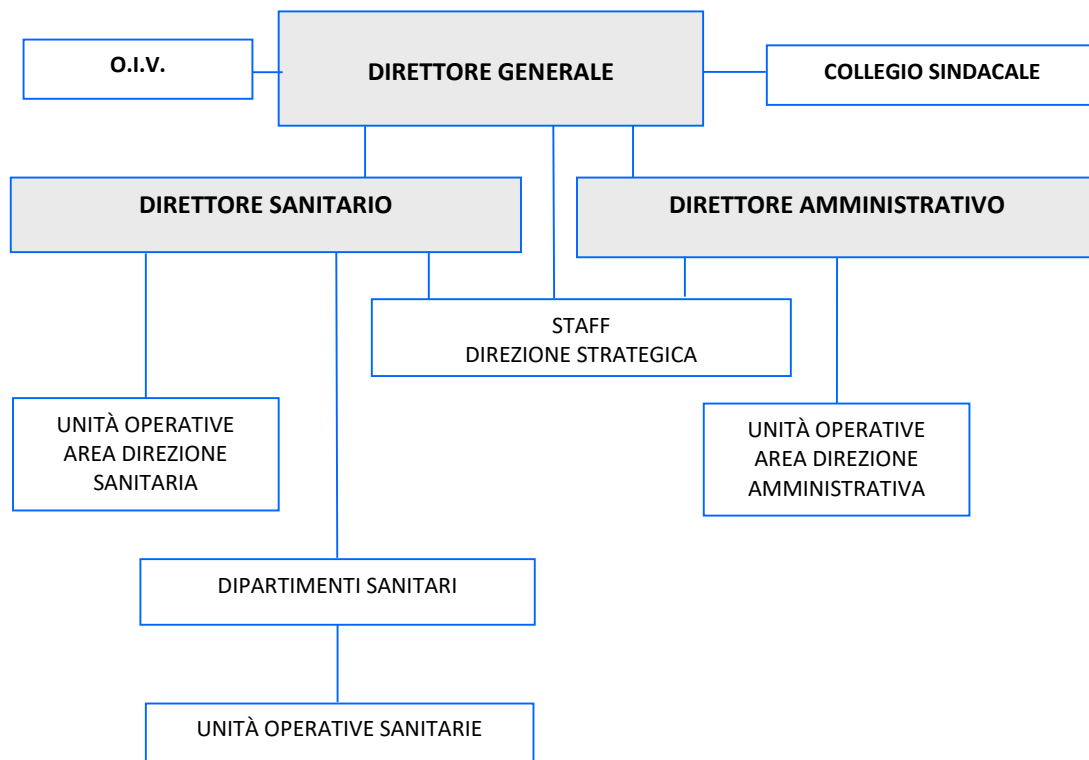 O.I.V.
DIRETTORE GENERALE
COLLEGIO SINDACALE
DIRETTORE SANITARIO
DIRETTORE AMMINISTRATIVO
STAFF
DIREZIONE STRATEGICA
UNITÀ OPERATIVE
AREA DIREZIONE
SANITARIA
UNITÀ OPERATIVE
AREA DIREZIONE
AMMINISTRATIVA
DIPARTIMENTI SANITARI
UNITÀ OPERATIVE SANITARIE